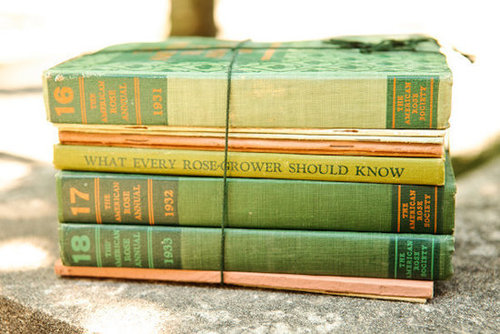 16 THE AMERICAN ROSE ANNUAL 1931 THE AMERICAN ROSE SOCIETY
WHAT EVERY ROSE-GROWER SHOULD KNOW
17 THE AMERICAN ROSE ANNUAL 1932 THE AMERICAN ROSE SOCIETY
18 THE AMERICAN ROSE ANNUAL 1933 THE AMERICAN ROSE SOCIETY